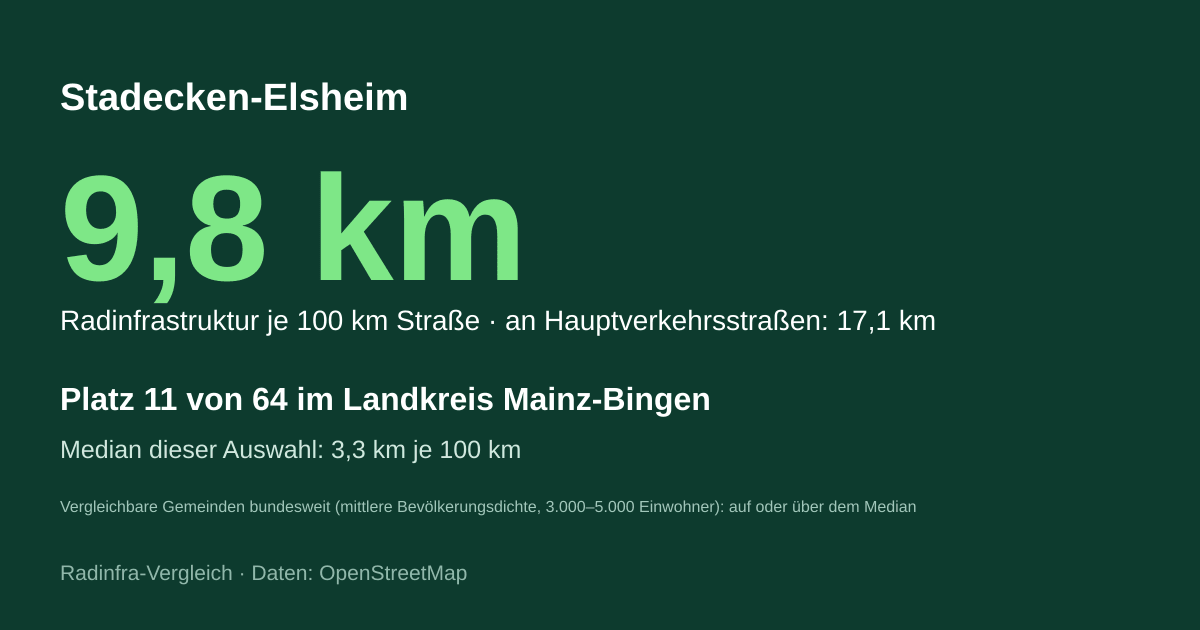 Stadecken-Elsheim
9,8 km
Radinfrastruktur je 100 km Straße · an Hauptverkehrsstraßen: 17,1 km
Platz 11 von 64 im Landkreis Mainz-Bingen
Median dieser Auswahl: 3,3 km je 100 km
Vergleichbare Gemeinden bundesweit (mittlere Bevölkerungsdichte, 3.000–5.000 Einwohner): auf oder über dem Median
Radinfra-Vergleich · Daten: OpenStreetMap